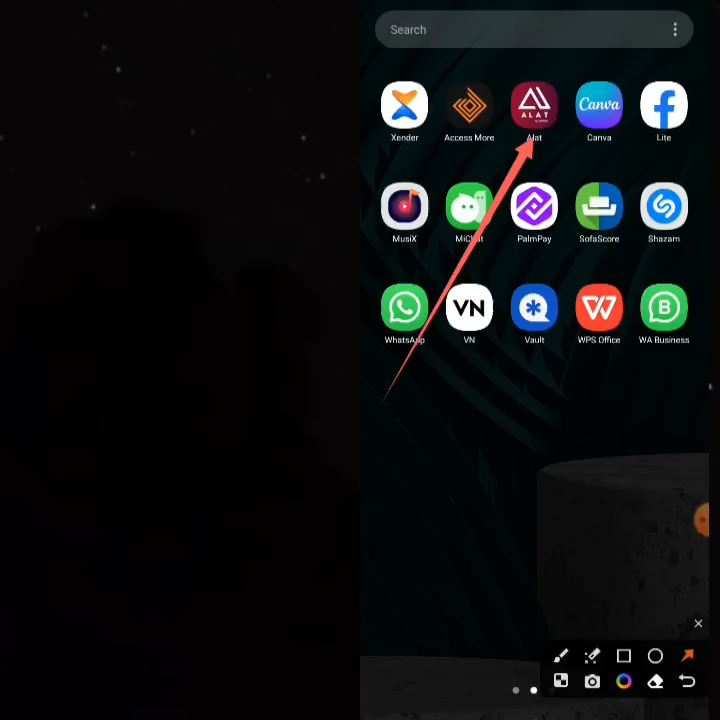 Search
ALAT
Canva
Xender
Access More
Alat
Canva
Lite
MusiX
MiChat
PalmPay
SofaScore
Shazam
VN
B
WhatsApp
VN
Vault
WPS Office
WA Business